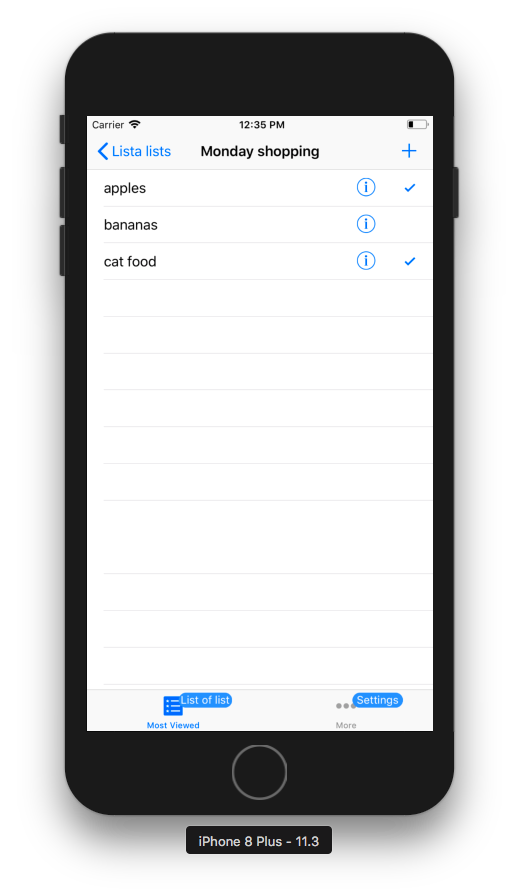 Carrier 12:35 PM
Lista lists Monday shopping +
apples
bananas
cat food
List of list Settings
Most Viewed More
iPhone 8 Plus - 11.3